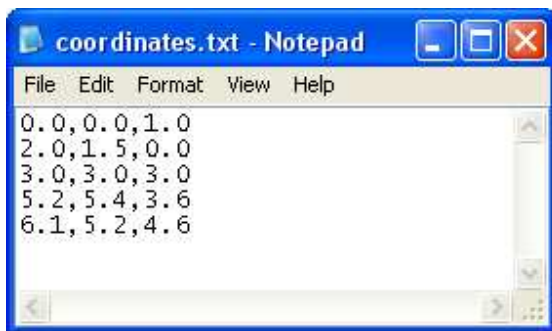 coordinates.txt - Notepad
File Edit Format View Help
0.0,0.0,1.0
2.0,1.5,0.0
3.0,3.0,3.0
5.2,5.4,3.6
6.1,5.2,4.6